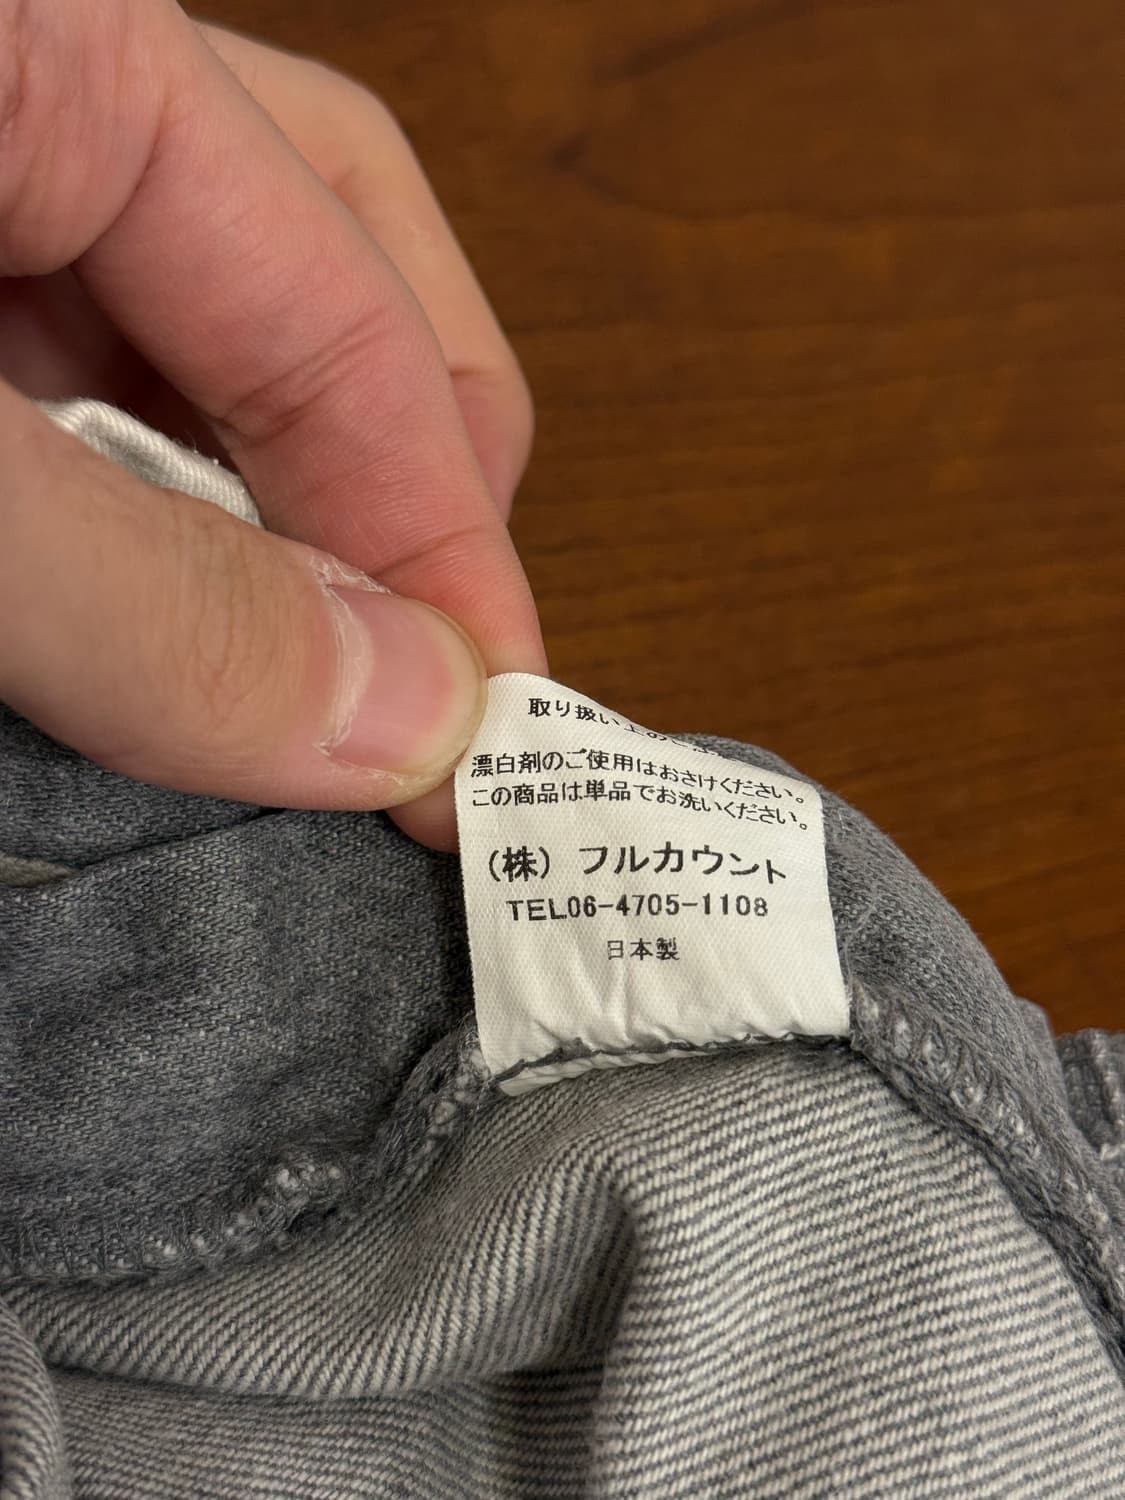 取り扱い上のご
漂白剤のご使用はおさけください。
この商品は単品でお洗いください。
(株) フルカウント
TEL06-4705-1108
日本製